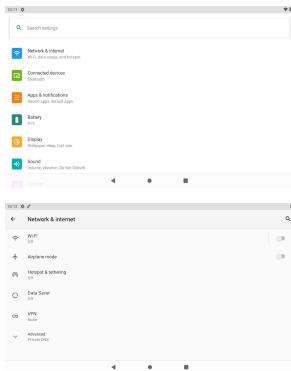 10:11
Search settings
Network & internet
Wi-Fi, data usage, and hotspot
Connected devices
Bluetooth
Apps & notifications
Recent apps, default apps
Battery
Display
Wallpaper, sleep, font size
Sound
Volume, vibration, Do Not Disturb
10:12
Network & internet
Wi-Fi
Off
Airplane mode
Hotspot & tethering
Off
Data Saver
Off
VPN
None
Advanced
Private DNS